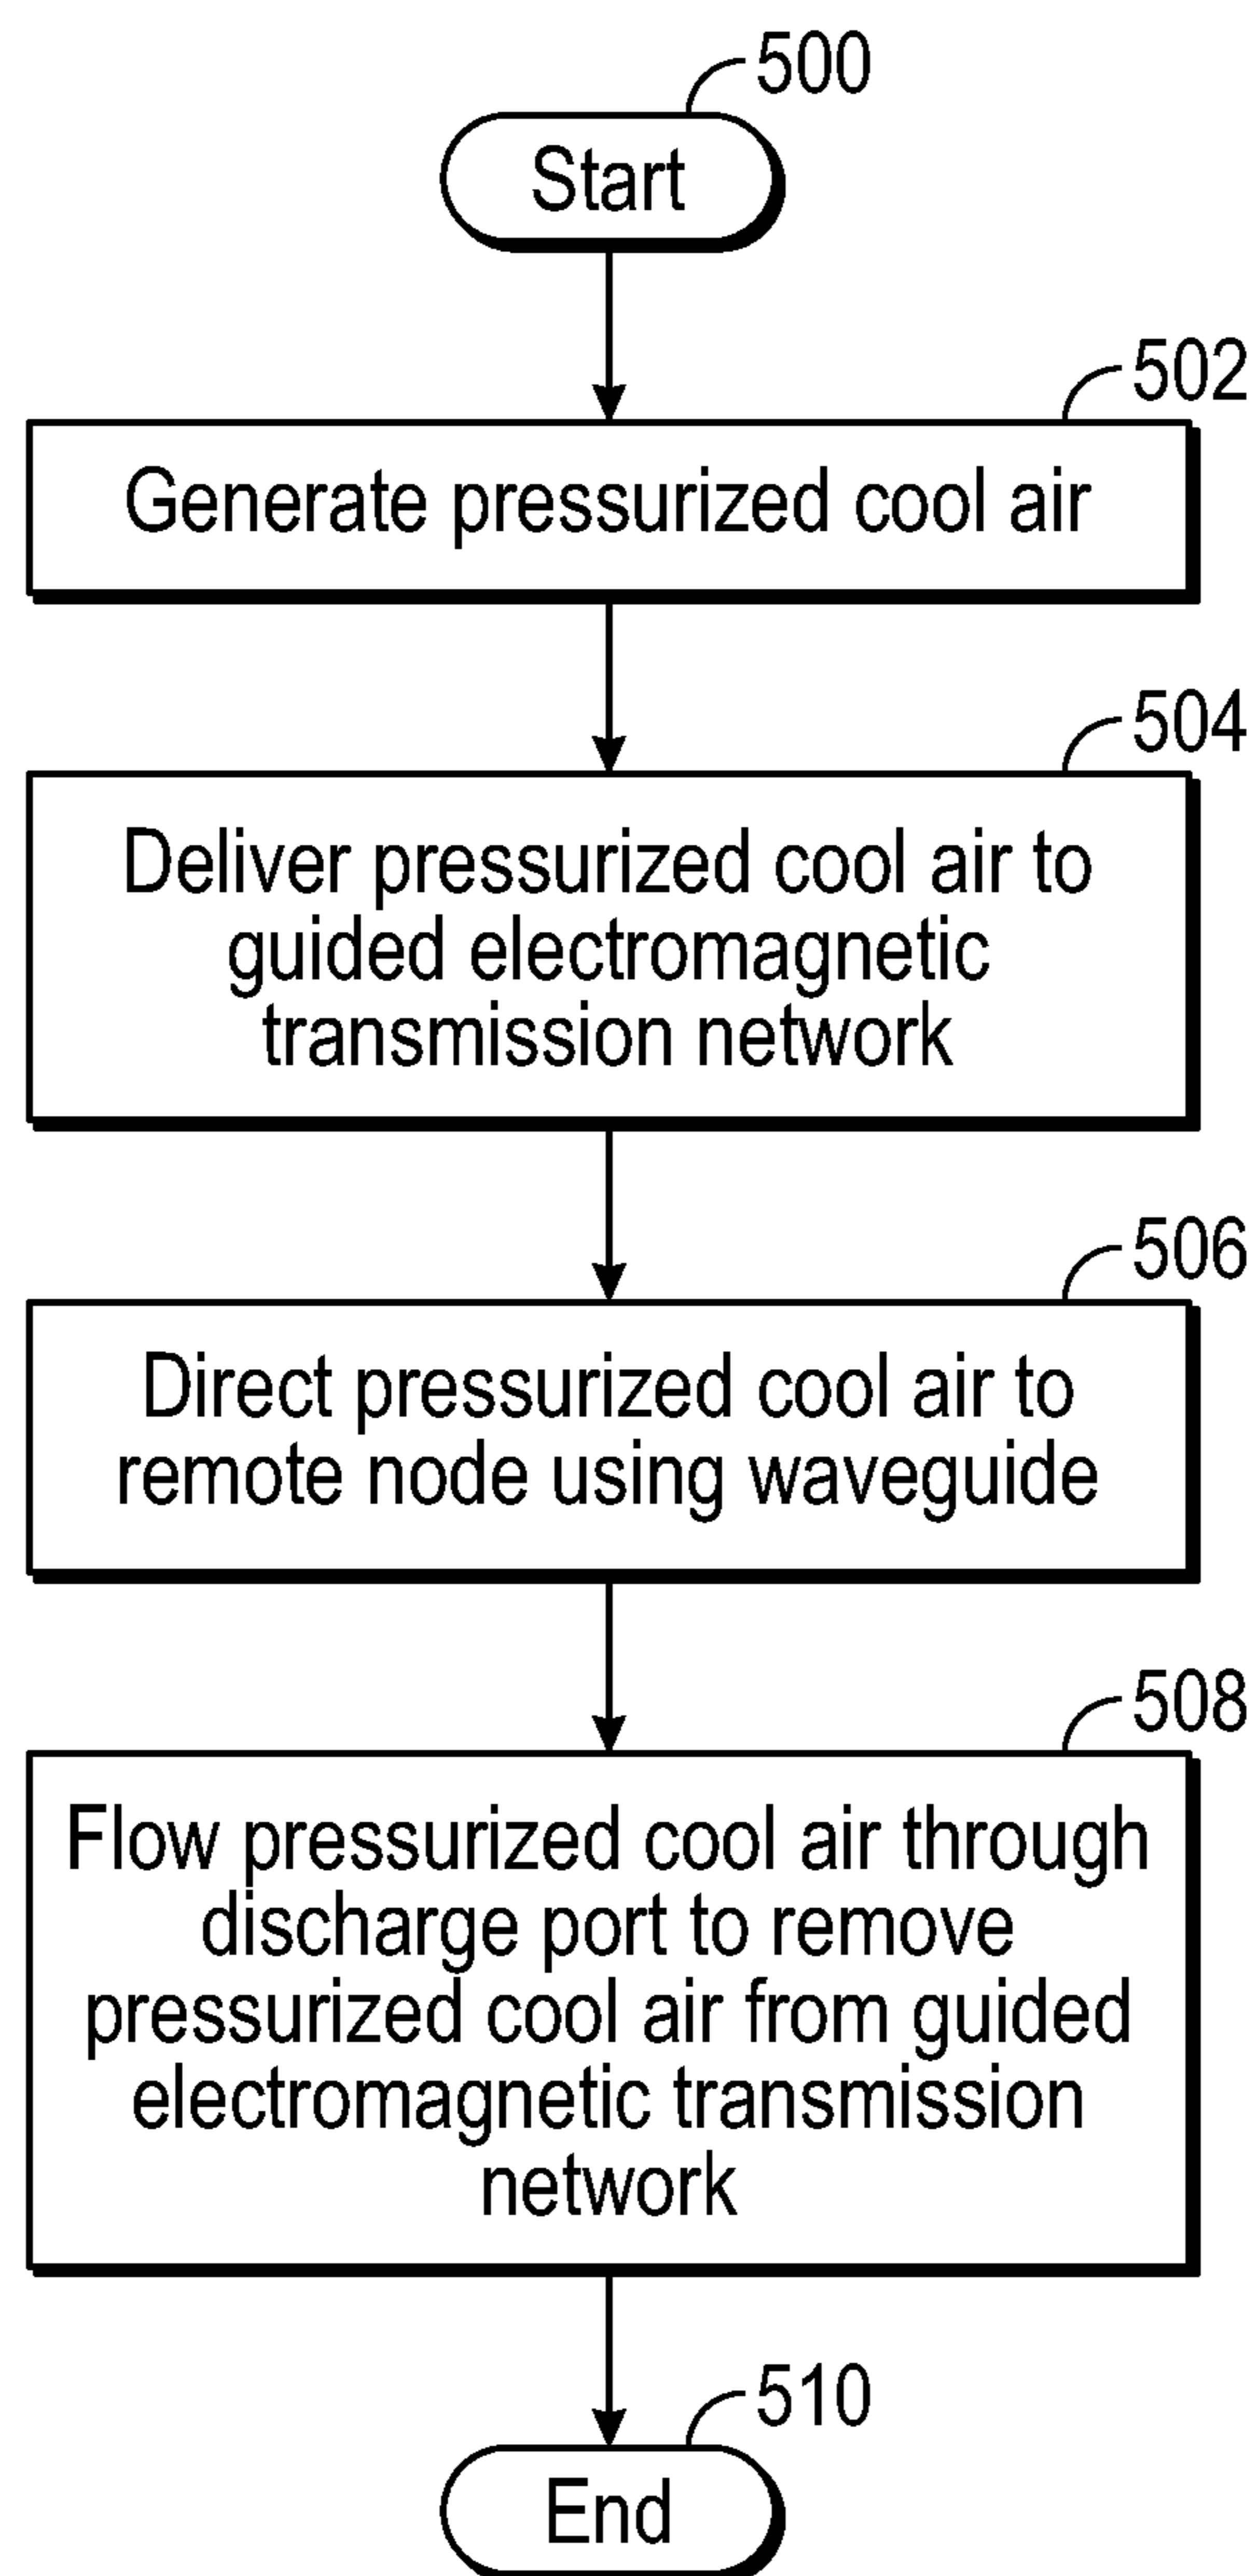 500
Start
502
Generate pressurized cool air
504
Deliver pressurized cool air to
guided electromagnetic
transmission network
506
Direct pressurized cool air to
remote node using waveguide
508
Flow pressurized cool air through
discharge port to remove
pressurized cool air from guided
electromagnetic transmission
network
510
End